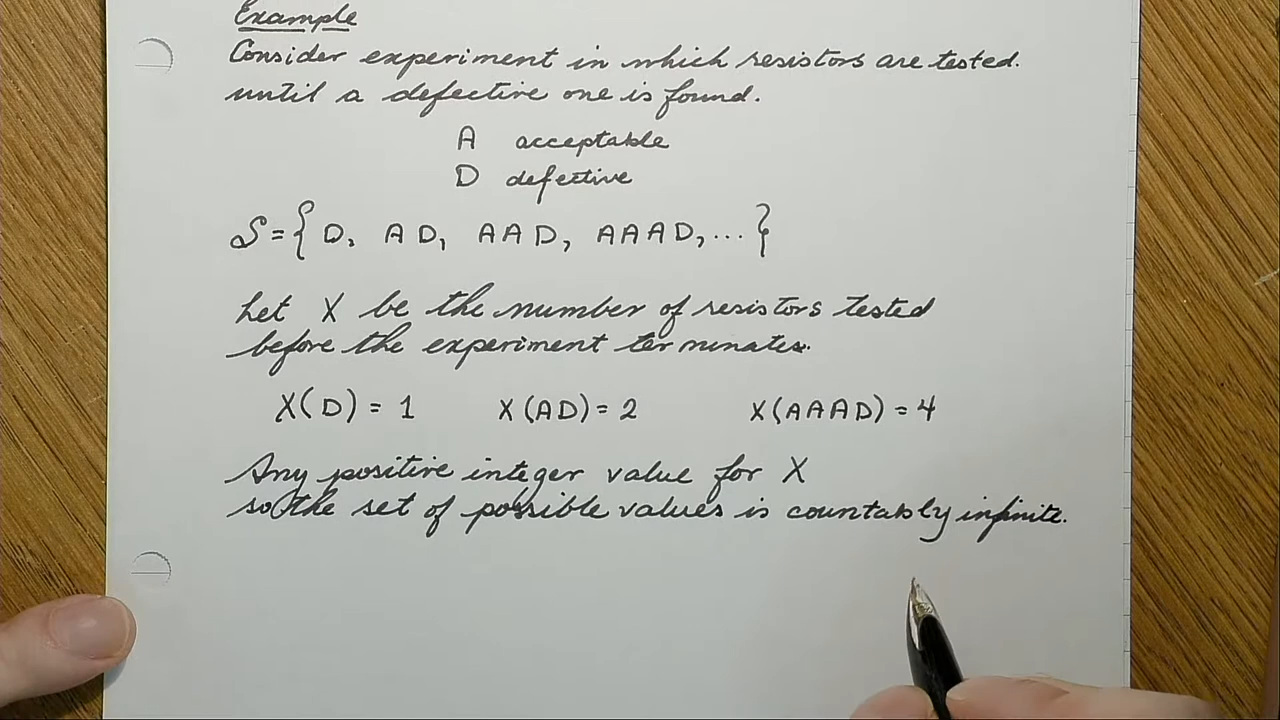 Example
Consider experiment in which resistors are tested.
until a defective one is found.
A acceptable
D defective
S = { D, AD, AAD, AAAD, ... }
Let X be the number of resistors tested
before the experiment terminates.
X(D) = 1 X(AD) = 2 X(AAAD) = 4
Any positive integer value for X
so the set of possible values is countably infinite.